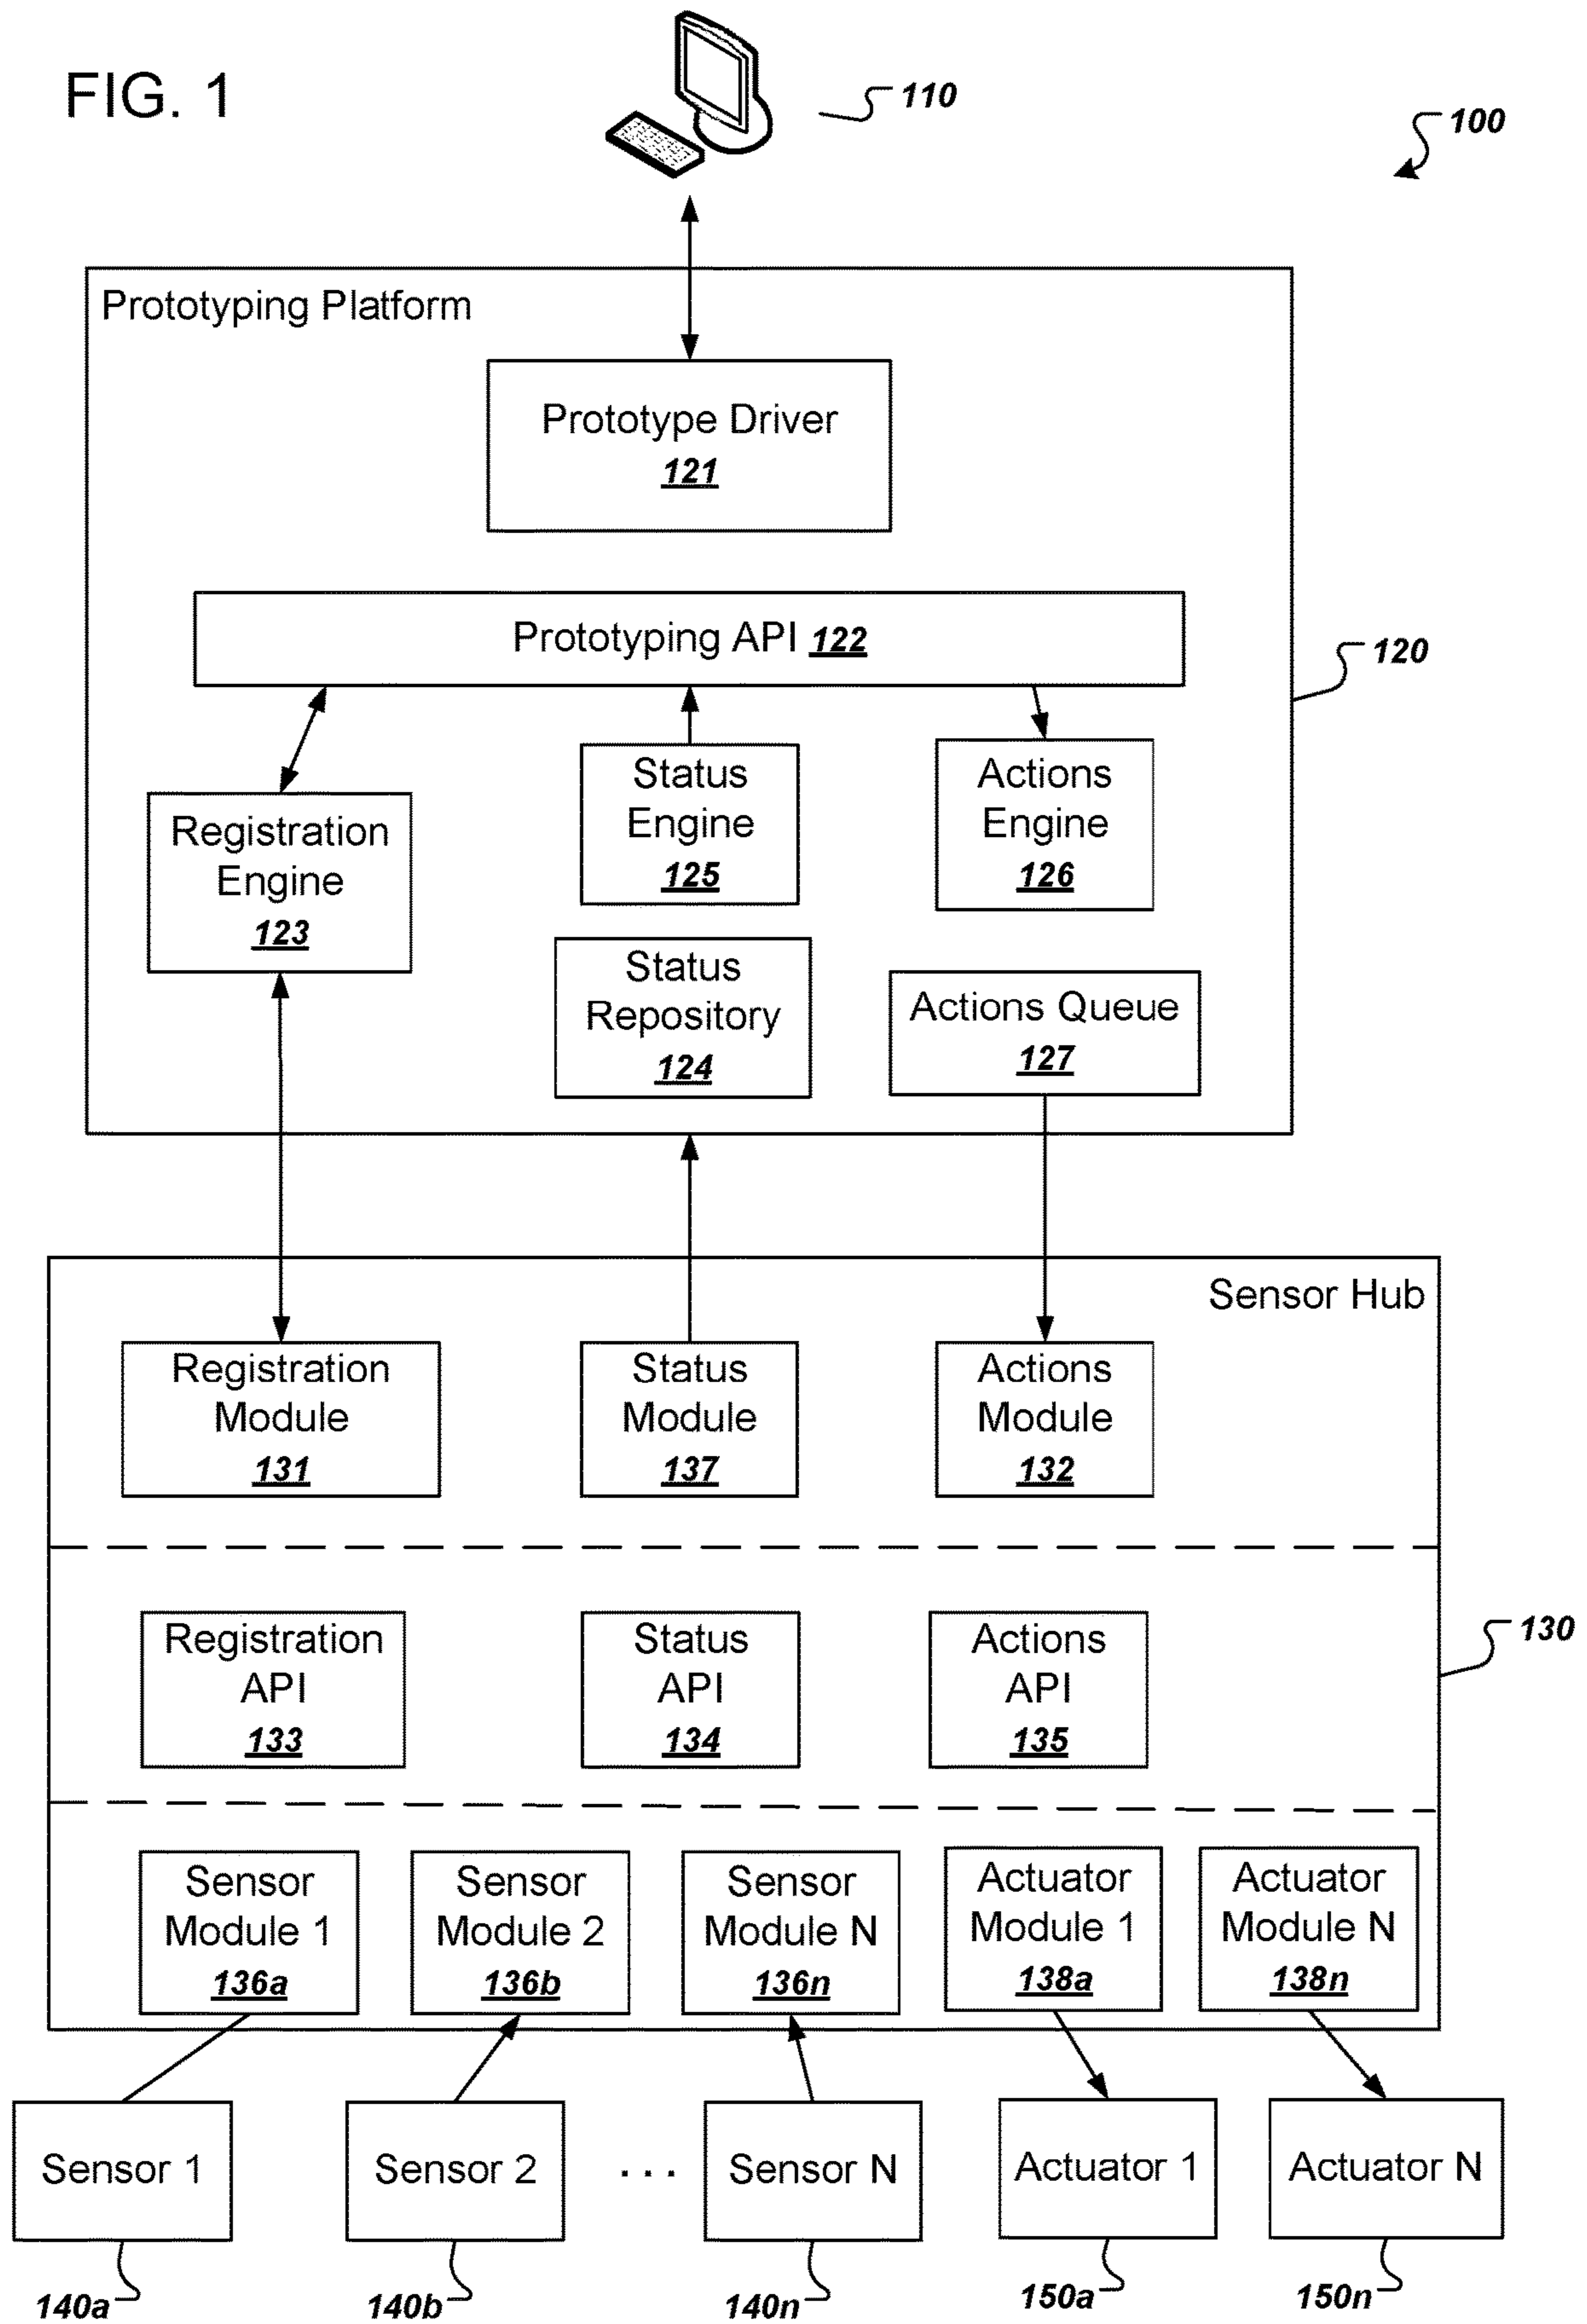 FIG. 1
110
100
Prototyping Platform
Prototype Driver
121
Prototyping API 122
120
Registration
Engine
123
Status
Engine
125
Actions
Engine
126
Status
Repository
124
Actions Queue
127
Sensor Hub
Registration
Module
131
Status
Module
137
Actions
Module
132
Registration
API
133
Status
API
134
Actions
API
135
130
Sensor
Module 1
136a
Sensor
Module 2
136b
Sensor
Module N
136n
Actuator
Module 1
138a
Actuator
Module N
138n
Sensor 1
Sensor 2
. . .
Sensor N
Actuator 1
Actuator N
140a
140b
140n
150a
150n